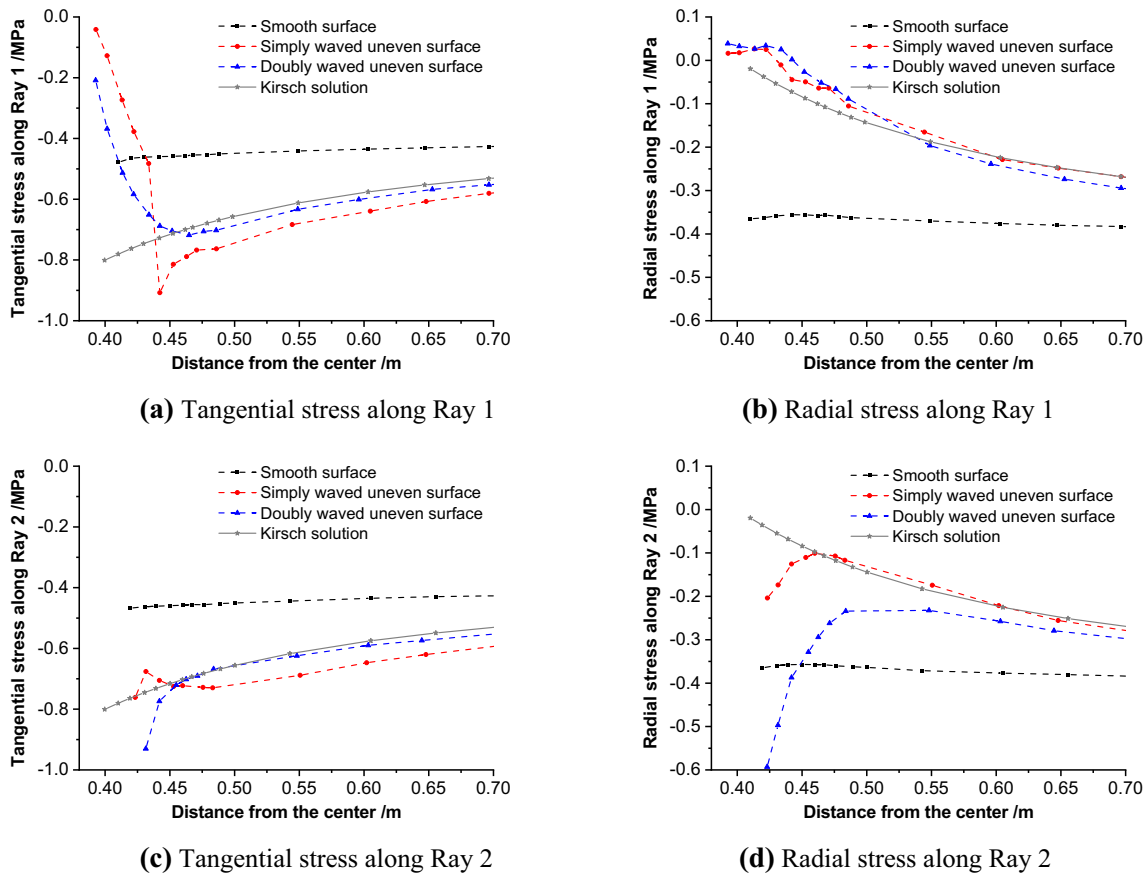 Tangential stress along Ray 1 /MPa
0.0
-0.2
-0.4
-0.6
-0.8
-1.0
Smooth surface
Simply waved uneven surface
Doubly waved uneven surface
Kirsch solution
0.40 0.45 0.50 0.55 0.60 0.65 0.70
Distance from the center /m
(a) Tangential stress along Ray 1
Radial stress along Ray 1 /MPa
0.1
0.0
-0.1
-0.2
-0.3
-0.4
-0.5
-0.6
Smooth surface
Simply waved uneven surface
Doubly waved uneven surface
Kirsch solution
0.40 0.45 0.50 0.55 0.60 0.65 0.70
Distance from the center /m
(b) Radial stress along Ray 1
Tangential stress along Ray 2 /MPa
0.0
-0.2
-0.4
-0.6
-0.8
-1.0
Smooth surface
Simply waved uneven surface
Doubly waved uneven surface
Kirsch solution
0.40 0.45 0.50 0.55 0.60 0.65 0.70
Distance from the center /m
(c) Tangential stress along Ray 2
Radial stress along Ray 2 /MPa
0.1
0.0
-0.1
-0.2
-0.3
-0.4
-0.5
-0.6
Smooth surface
Simply waved uneven surface
Doubly waved uneven surface
Kirsch solution
0.40 0.45 0.50 0.55 0.60 0.65 0.70
Distance from the center /m
(d) Radial stress along Ray 2